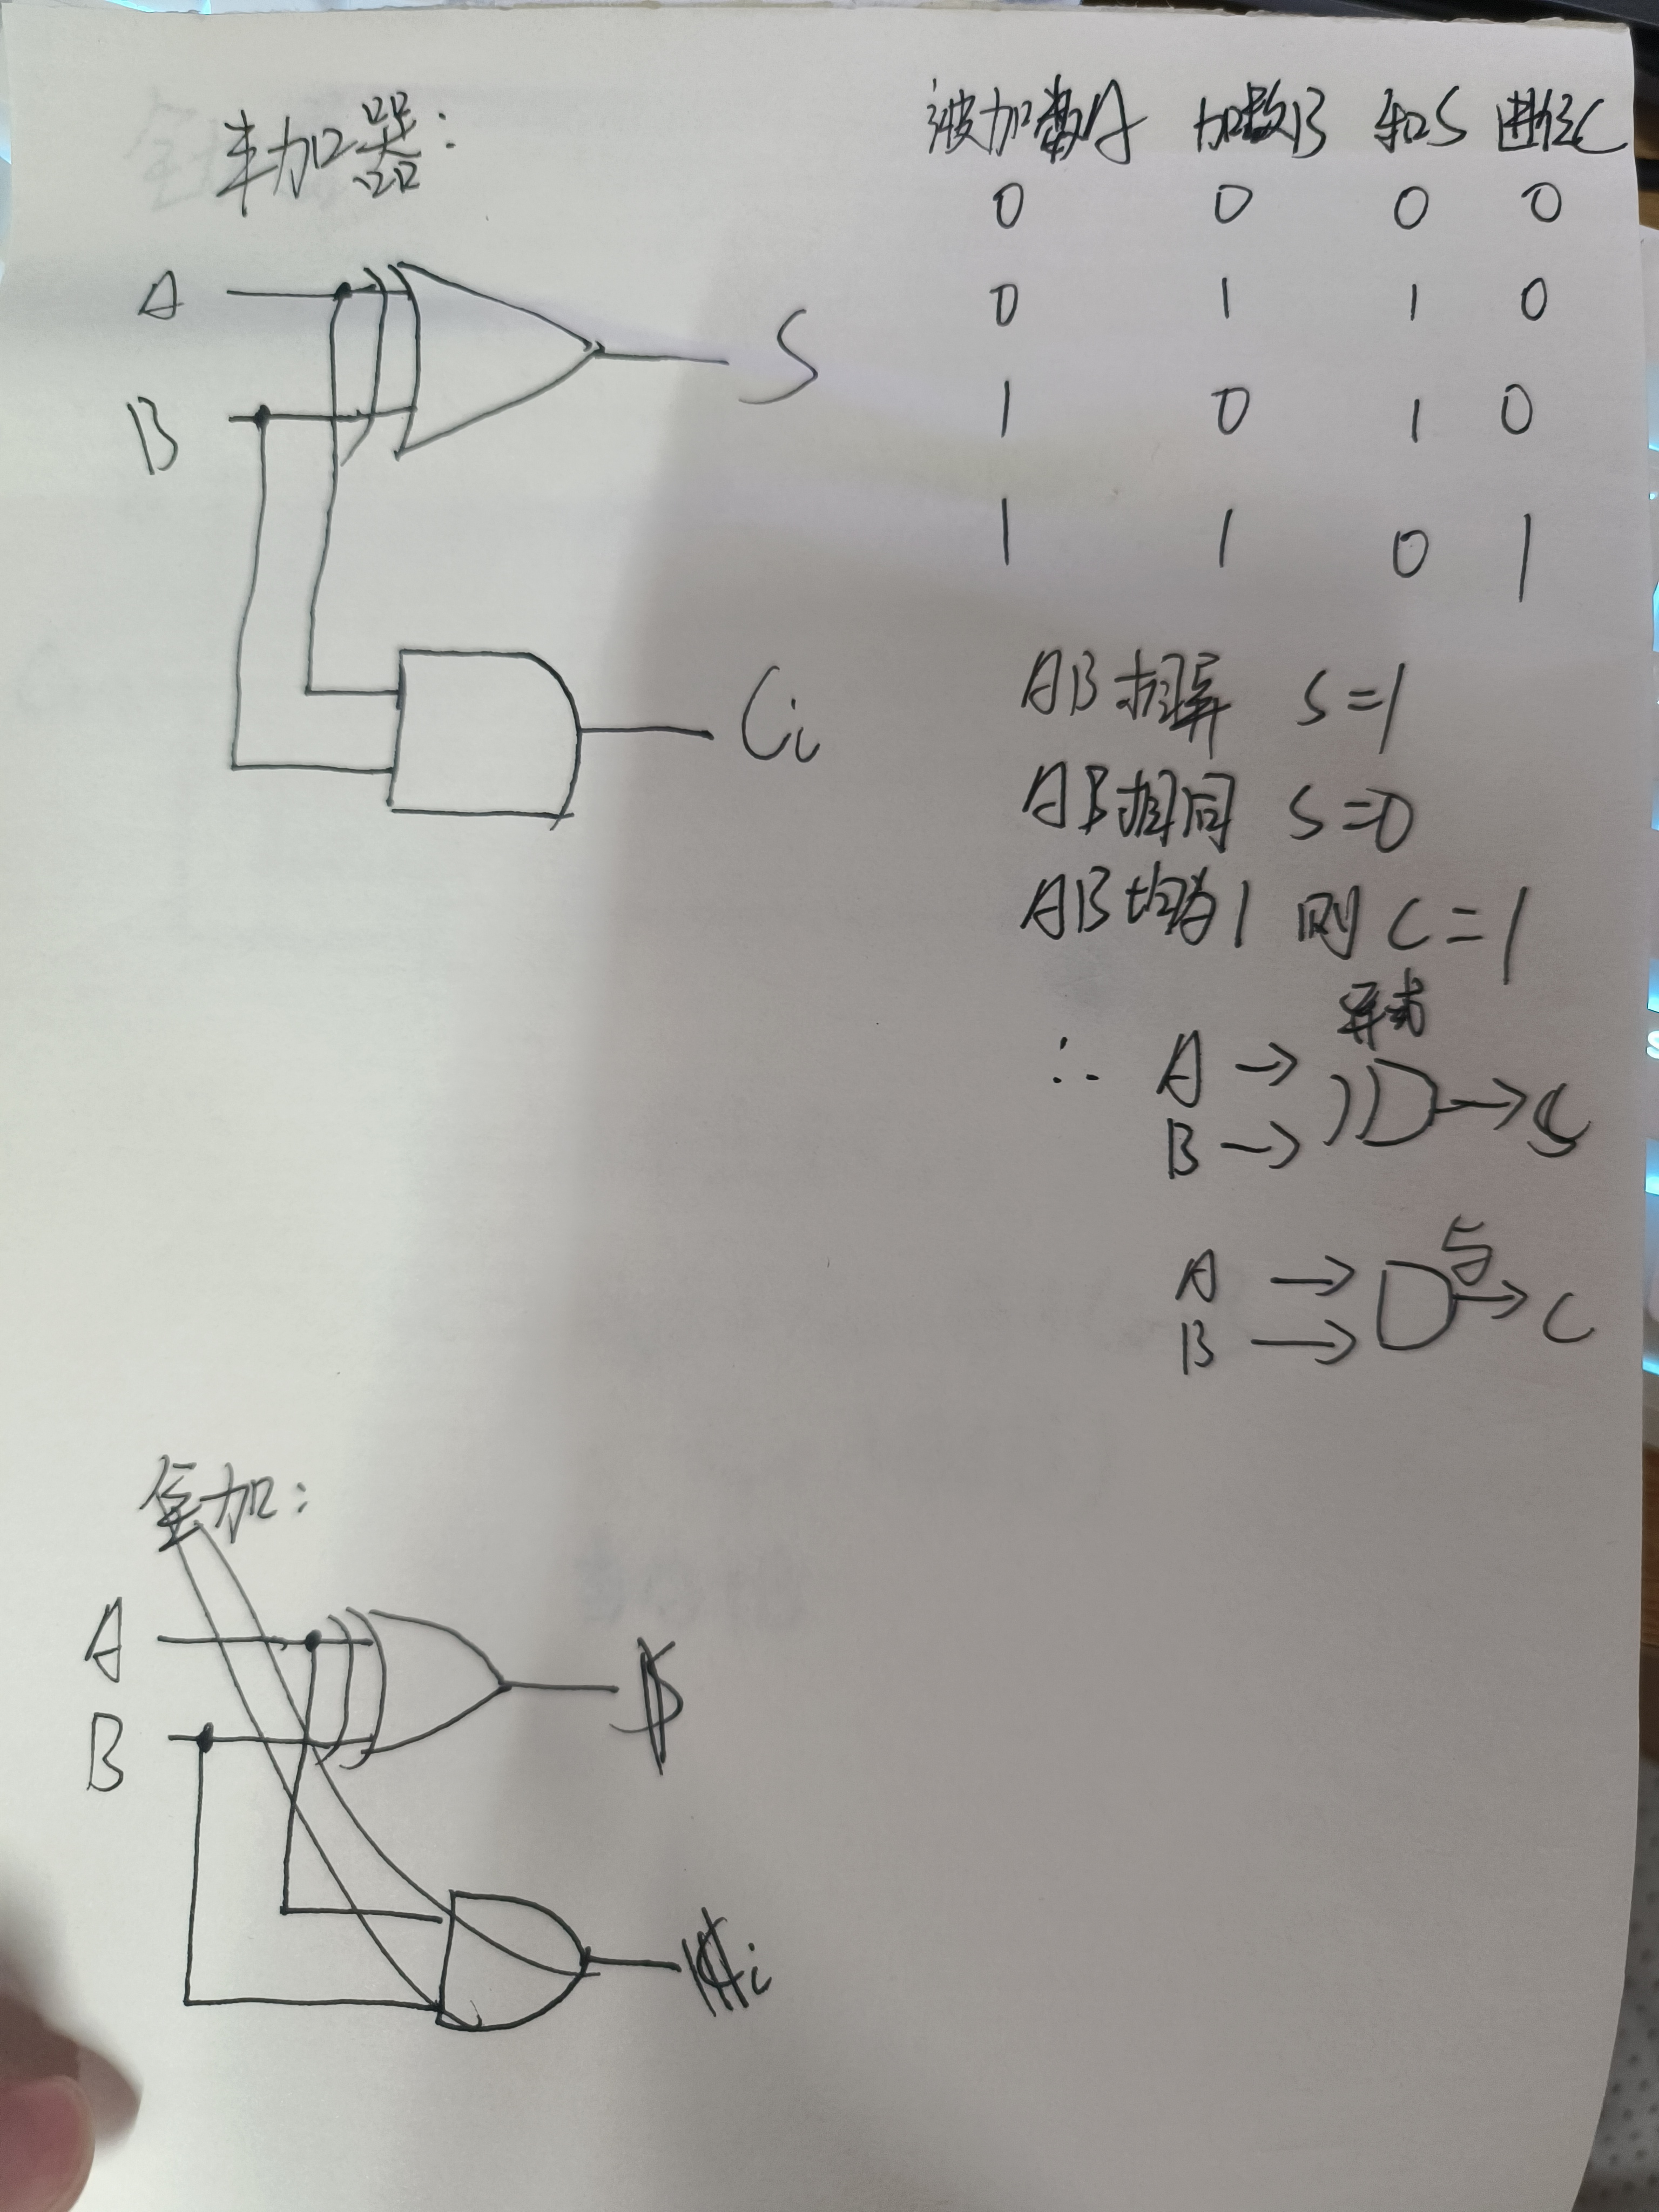 半加器：
A
B
S
Ci
被加数A 加数B 和S 进位C
0 0 0 0
0 1 1 0
1 0 1 0
1 1 0 1
AB相异 S=1
AB相同 S=0
AB均为1 则 C=1
异或
∴ A → → S
B →
与
A → → C
B →
全加：
A
B
i